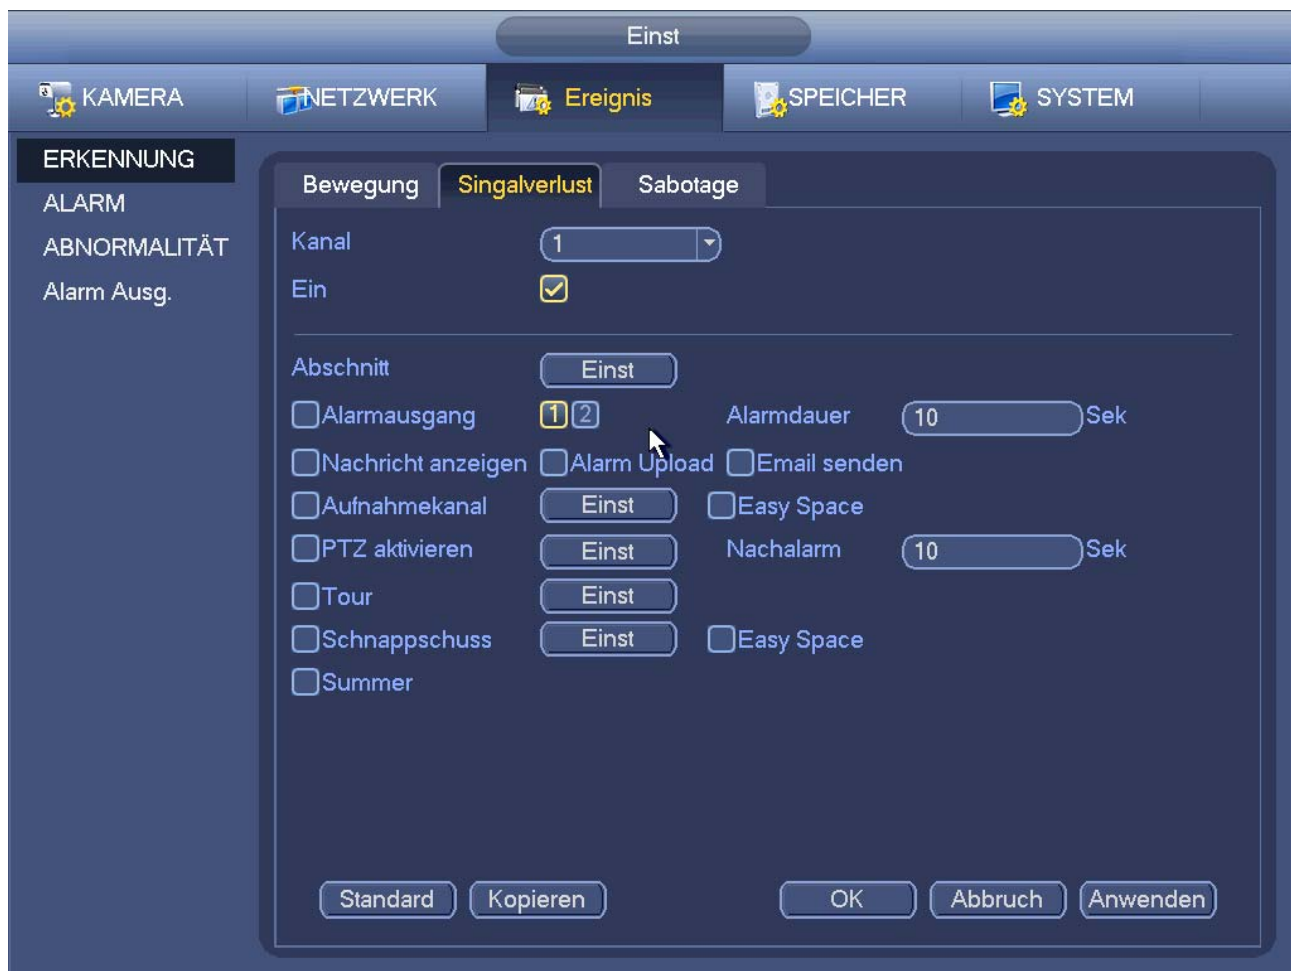 Einst
KAMERA NETZWERK Ereignis SPEICHER SYSTEM
ERKENNUNG
ALARM
ABNORMALITÄT
Alarm Ausg.
Bewegung Singalverlust Sabotage
Kanal 1
Ein
Abschnitt Einst
Alarmausgang 1 2 Alarmdauer 10 Sek
Nachricht anzeigen Alarm Upload Email senden
Aufnahmekanal Einst Easy Space
PTZ aktivieren Einst Nachalarm 10 Sek
Tour Einst
Schnappschuss Einst Easy Space
Summer
Standard Kopieren OK Abbruch Anwenden